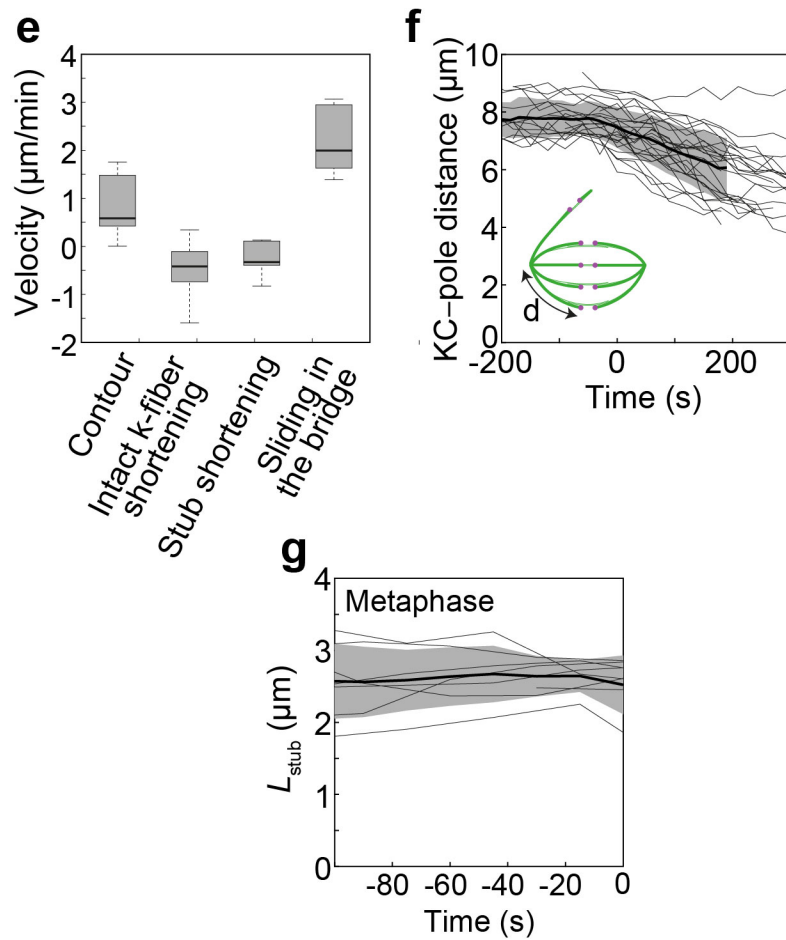 e
Velocity (µm/min)
4
3
2
1
0
-1
-2
Contour
Intact k-fiber
shortening
Stub shortening
Sliding in
the bridge
f
KC–pole distance (µm)
10
8
6
4
2
0
d
-200
0
200
Time (s)
g
Metaphase
L stub (µm)
4
3
2
1
0
-80
-60
-40
-20
0
Time (s)